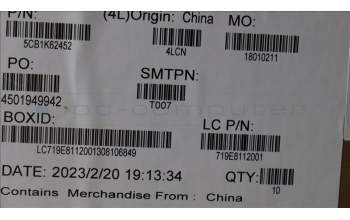 P/N: (4L)Origin: China MO:
5CB1K62452 4LCN 18010211
PO: SMTPN:
4501949942 T007
BOXID: LC P/N:
LC719E8112001308106849 719E8112001
DATE: 2023/2/20 19:13:34 QTY:
10
Contains Merchandise From : China